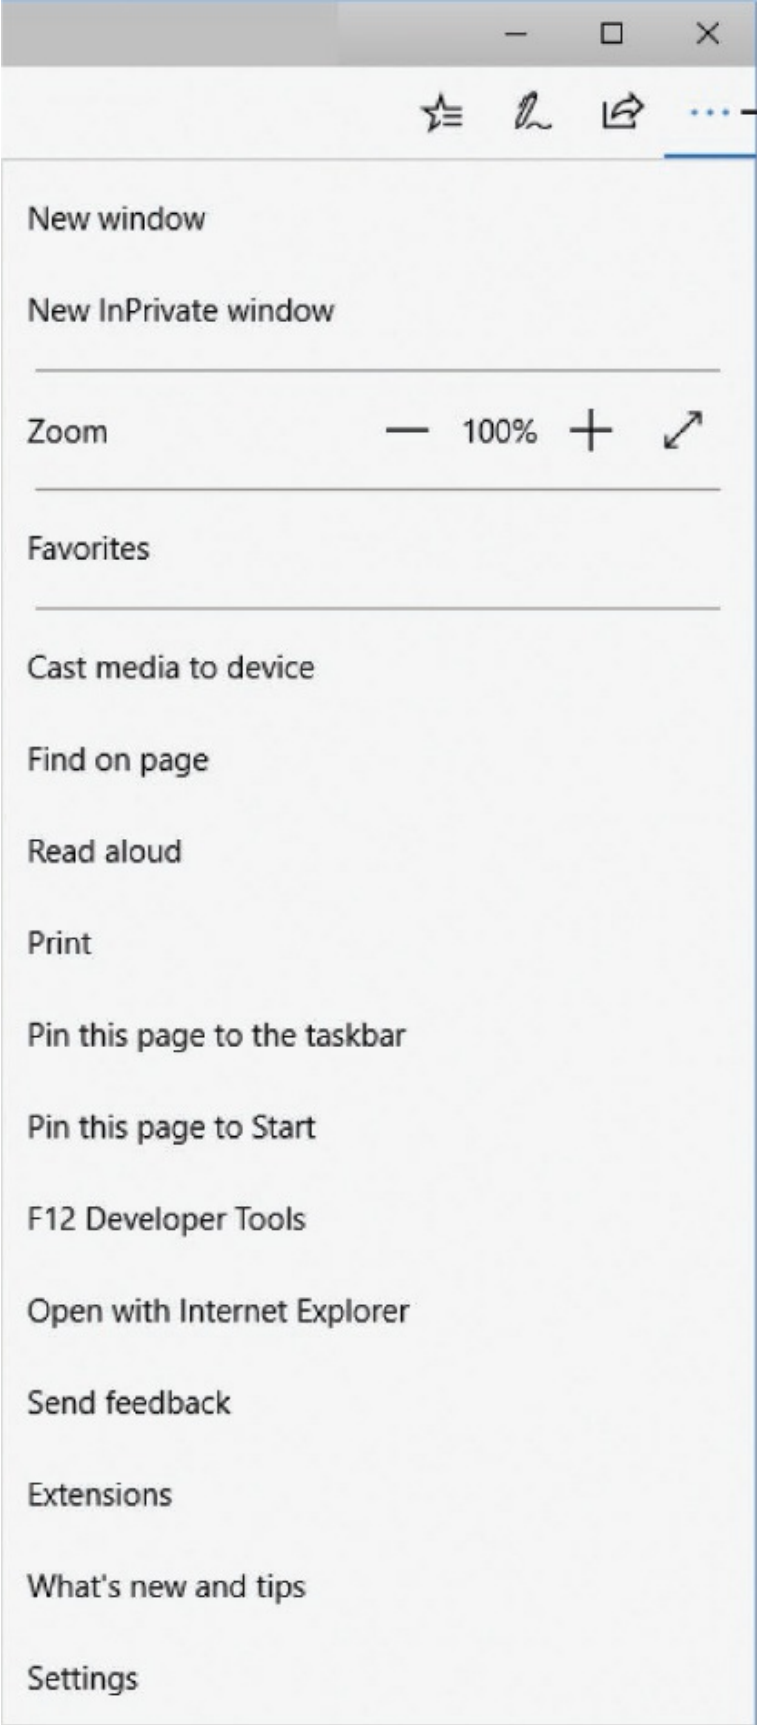 New window
New InPrivate window
Zoom 100%
Favorites
Cast media to device
Find on page
Read aloud
Print
Pin this page to the taskbar
Pin this page to Start
F12 Developer Tools
Open with Internet Explorer
Send feedback
Extensions
What's new and tips
Settings